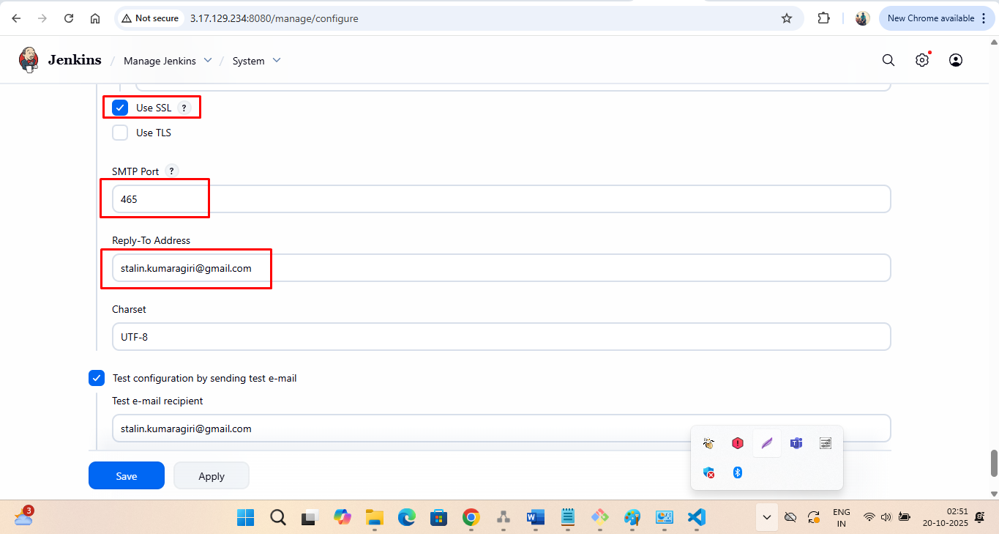 Not secure 3.17.129.234:8080/manage/configure New Chrome available
Jenkins / Manage Jenkins / System
Use SSL ?
Use TLS
SMTP Port ?
465
Reply-To Address
stalin.kumaragiri@gmail.com
Charset
UTF-8
Test configuration by sending test e-mail
Test e-mail recipient
stalin.kumaragiri@gmail.com
Save Apply
3
ENG
IN
02:51
20-10-2025